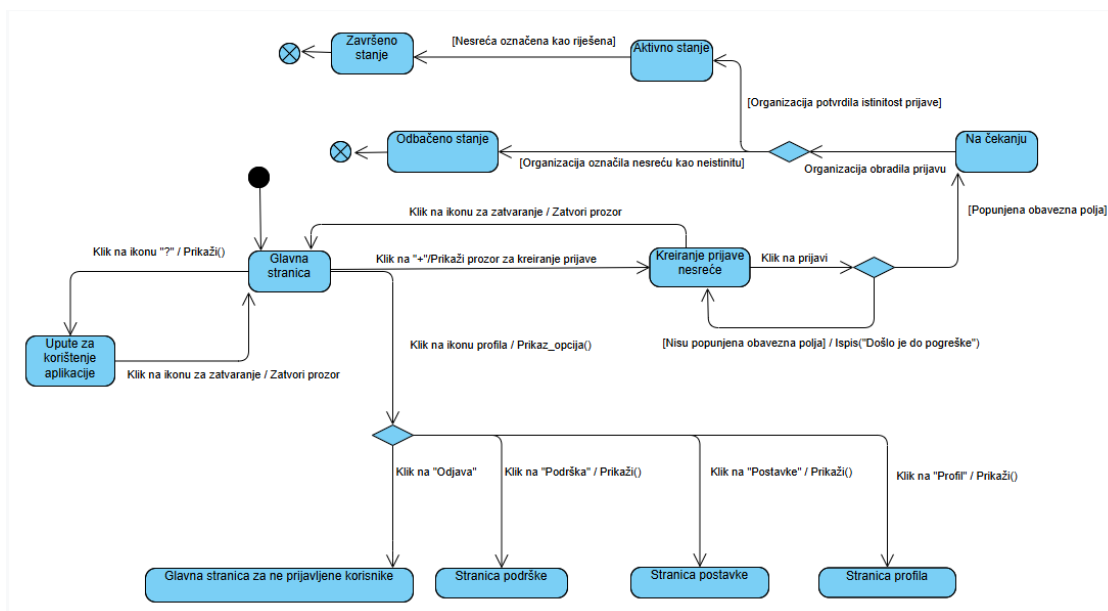 Završeno
stanje
[Nesreća označena kao riješena]
Aktivno stanje
[Organizacija potvrdila istinitost prijave]
Odbačeno stanje
[Organizacija označila nesreću kao neistinitu]
Na čekanju
Organizacija obradila prijavu
[Popunjena obavezna polja]
Klik na ikonu za zatvaranje / Zatvori prozor
Klik na ikonu "?" / Prikaži()
Glavna
stranica
Klik na "+"/Prikaži prozor za kreiranje prijave
Kreiranje prijave
nesreće
Klik na prijavi
Upute za
korištenje
aplikacije
Klik na ikonu za zatvaranje / Zatvori prozor
Klik na ikonu profila / Prikaz_opcija()
[Nisu popunjena obavezna polja] / Ispis("Došlo je do pogreške")
Klik na "Odjava"
Klik na "Podrška" / Prikaži()
Klik na "Postavke" / Prikaži()
Klik na "Profil" / Prikaži()
Glavna stranica za ne prijavljene korisnike
Stranica podrške
Stranica postavke
Stranica profila